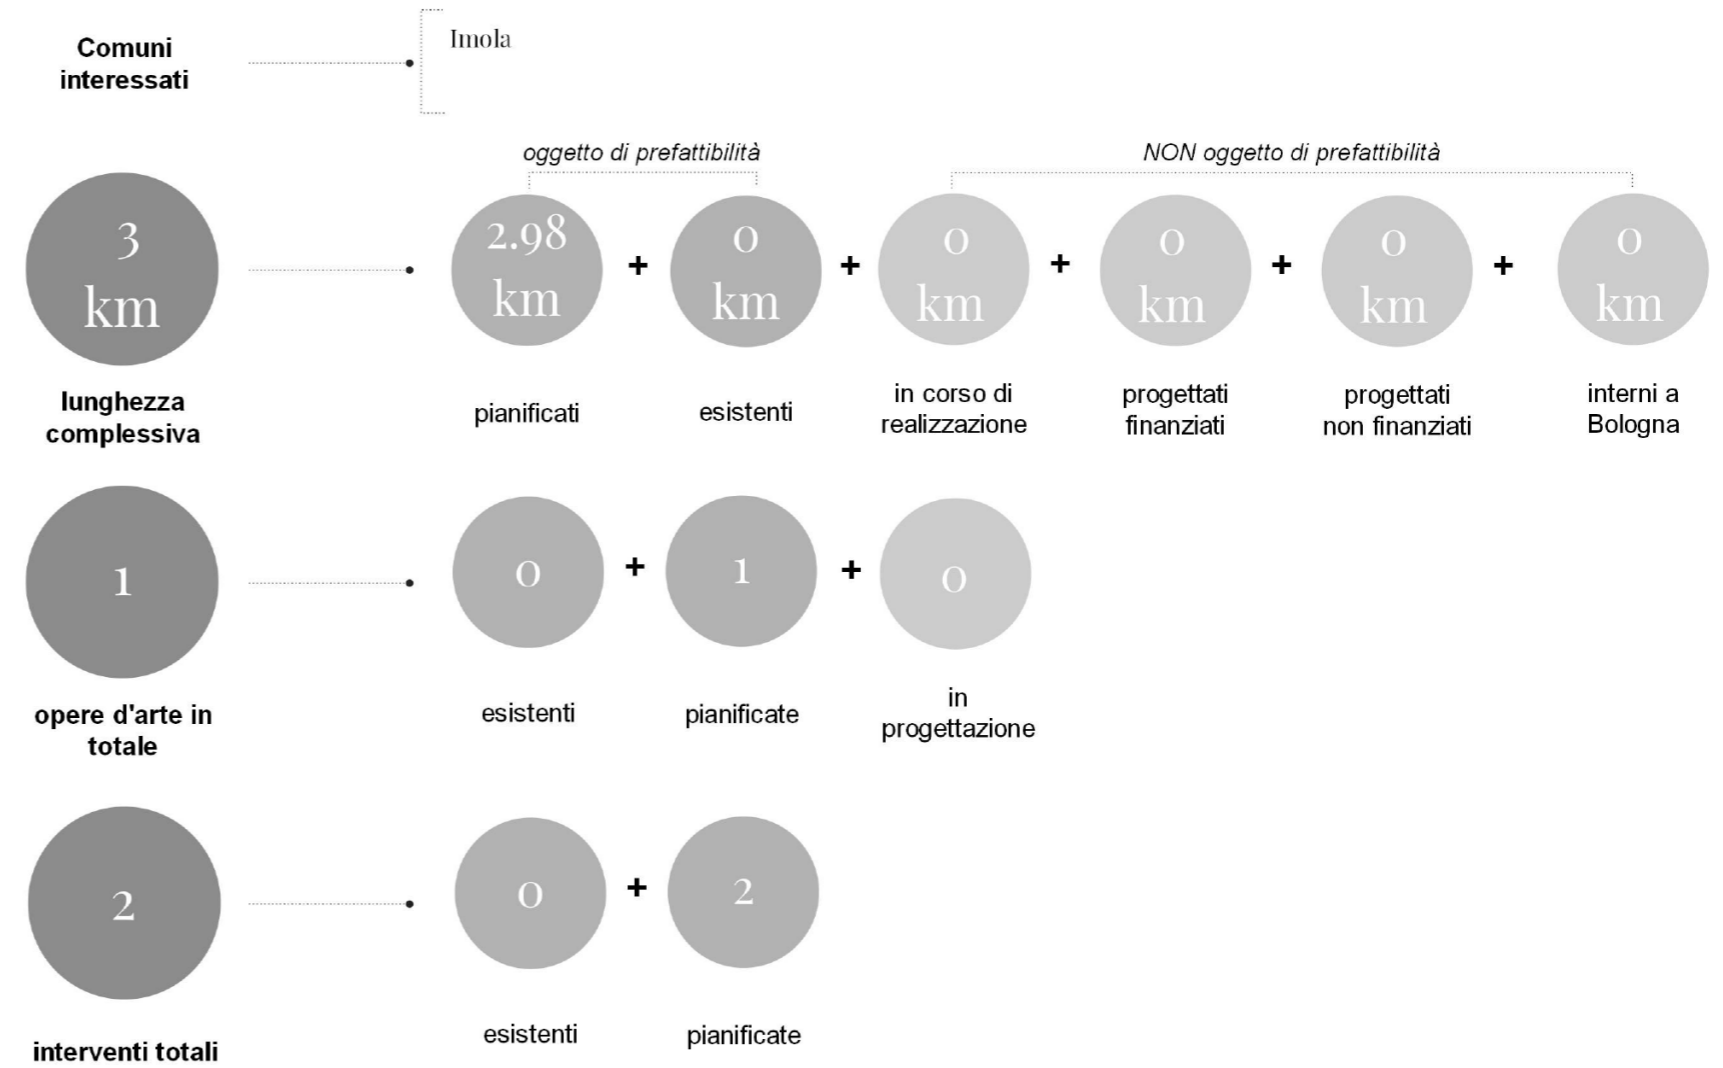 Comuni
interessati
Imola
oggetto di prefattibilità
NON oggetto di prefattibilità
3
km
2.98
km
+
0
km
+
0
km
+
0
km
+
0
km
+
0
km
lunghezza
complessiva
pianificati
esistenti
in corso di
realizzazione
progettati
finanziati
progettati
non finanziati
interni a
Bologna
1
0
+
1
+
0
opere d'arte in
totale
esistenti
pianificate
in
progettazione
2
0
+
2
interventi totali
esistenti
pianificate